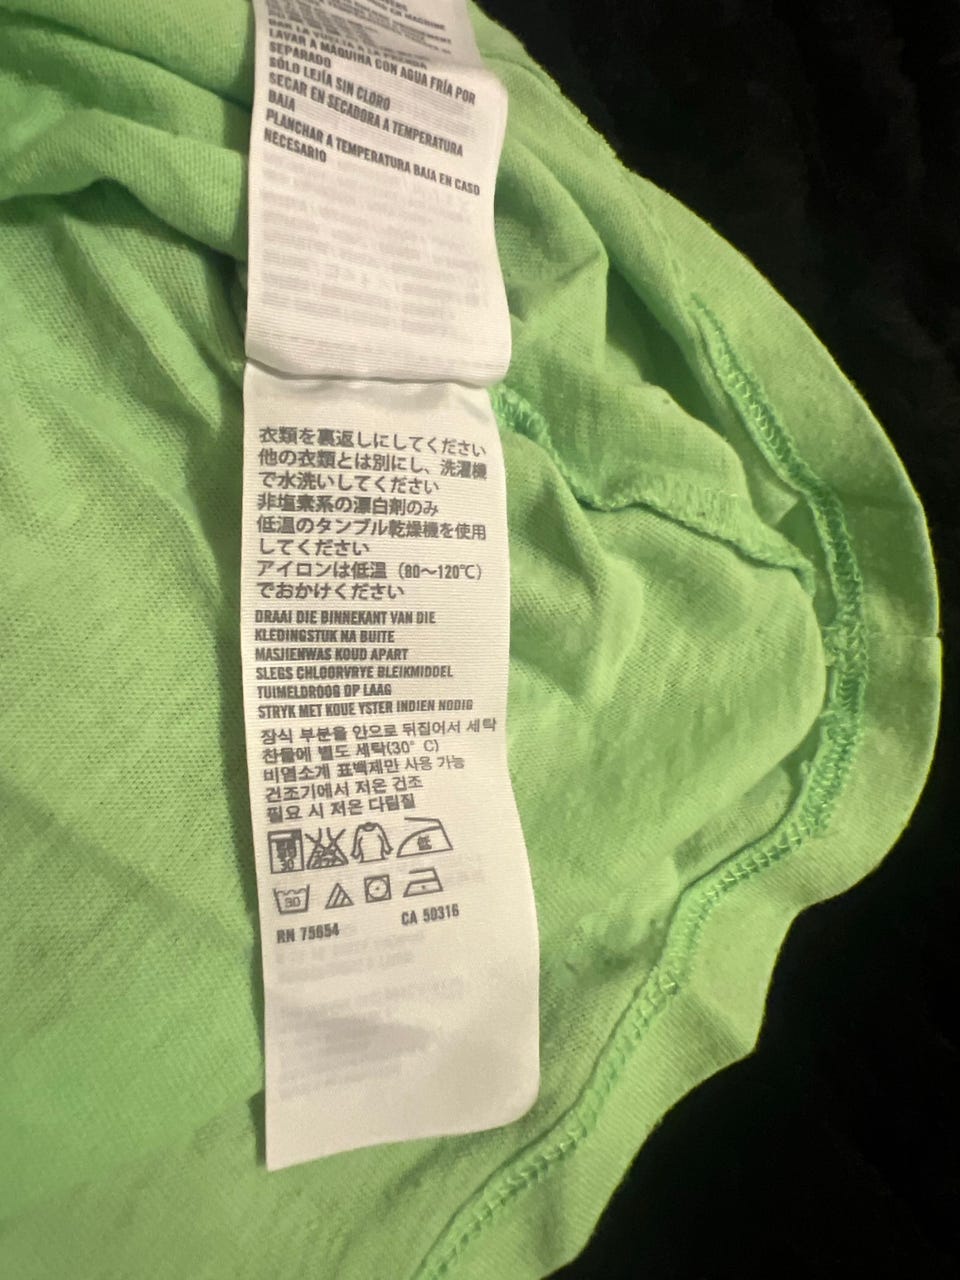 DAR LA VUELTA A LA PRENDA
LAVAR A MÁQUINA CON AGUA FRÍA POR
SEPARADO
SÓLO LEJÍA SIN CLORO
SECAR EN SECADORA A TEMPERATURA
BAJA
PLANCHAR A TEMPERATURA BAJA EN CASO
NECESARIO
衣類を裏返しにしてください
他の衣類とは別にし、洗濯機
で水洗いしてください
非塩素系の漂白剤のみ
低温のタンブル乾燥機を使用
してください
アイロンは低温（80〜120℃）
でおかけください
DRAAI DIE BINNEKANT VAN DIE
KLEDINGSTUK NA BUITE
MASJIENWAS KOUD APART
SLEGS CHLOORVRYE BLEIKMIDDEL
TUIMELDROOG OP LAAG
STRYK MET KOUE YSTER INDIEN NODIG
장식 부분을 안으로 뒤집어서 세탁
찬물에 별도 세탁(30° C)
비염소계 표백제만 사용 가능
건조기에서 저온 건조
필요 시 저온 다림질
30 低
30
RN 75654 CA 50316